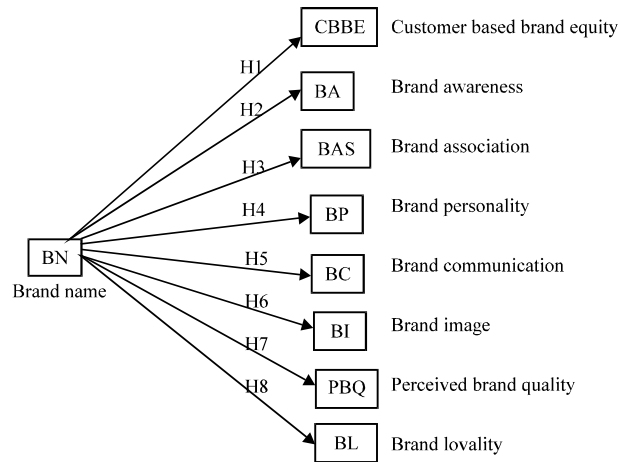 CBBE Customer based brand equity
H1
BA Brand awareness
H2
BAS Brand association
H3
BP Brand personality
H4
BN
Brand name
H5
BC Brand communication
H6
BI Brand image
H7
PBQ Perceived brand quality
H8
BL Brand lovality